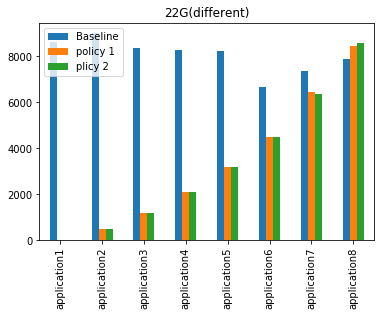 22G(different)
Baseline
policy 1
plicy 2
8000
6000
4000
2000
0
application1
application2
application3
application4
application5
application6
application7
application8